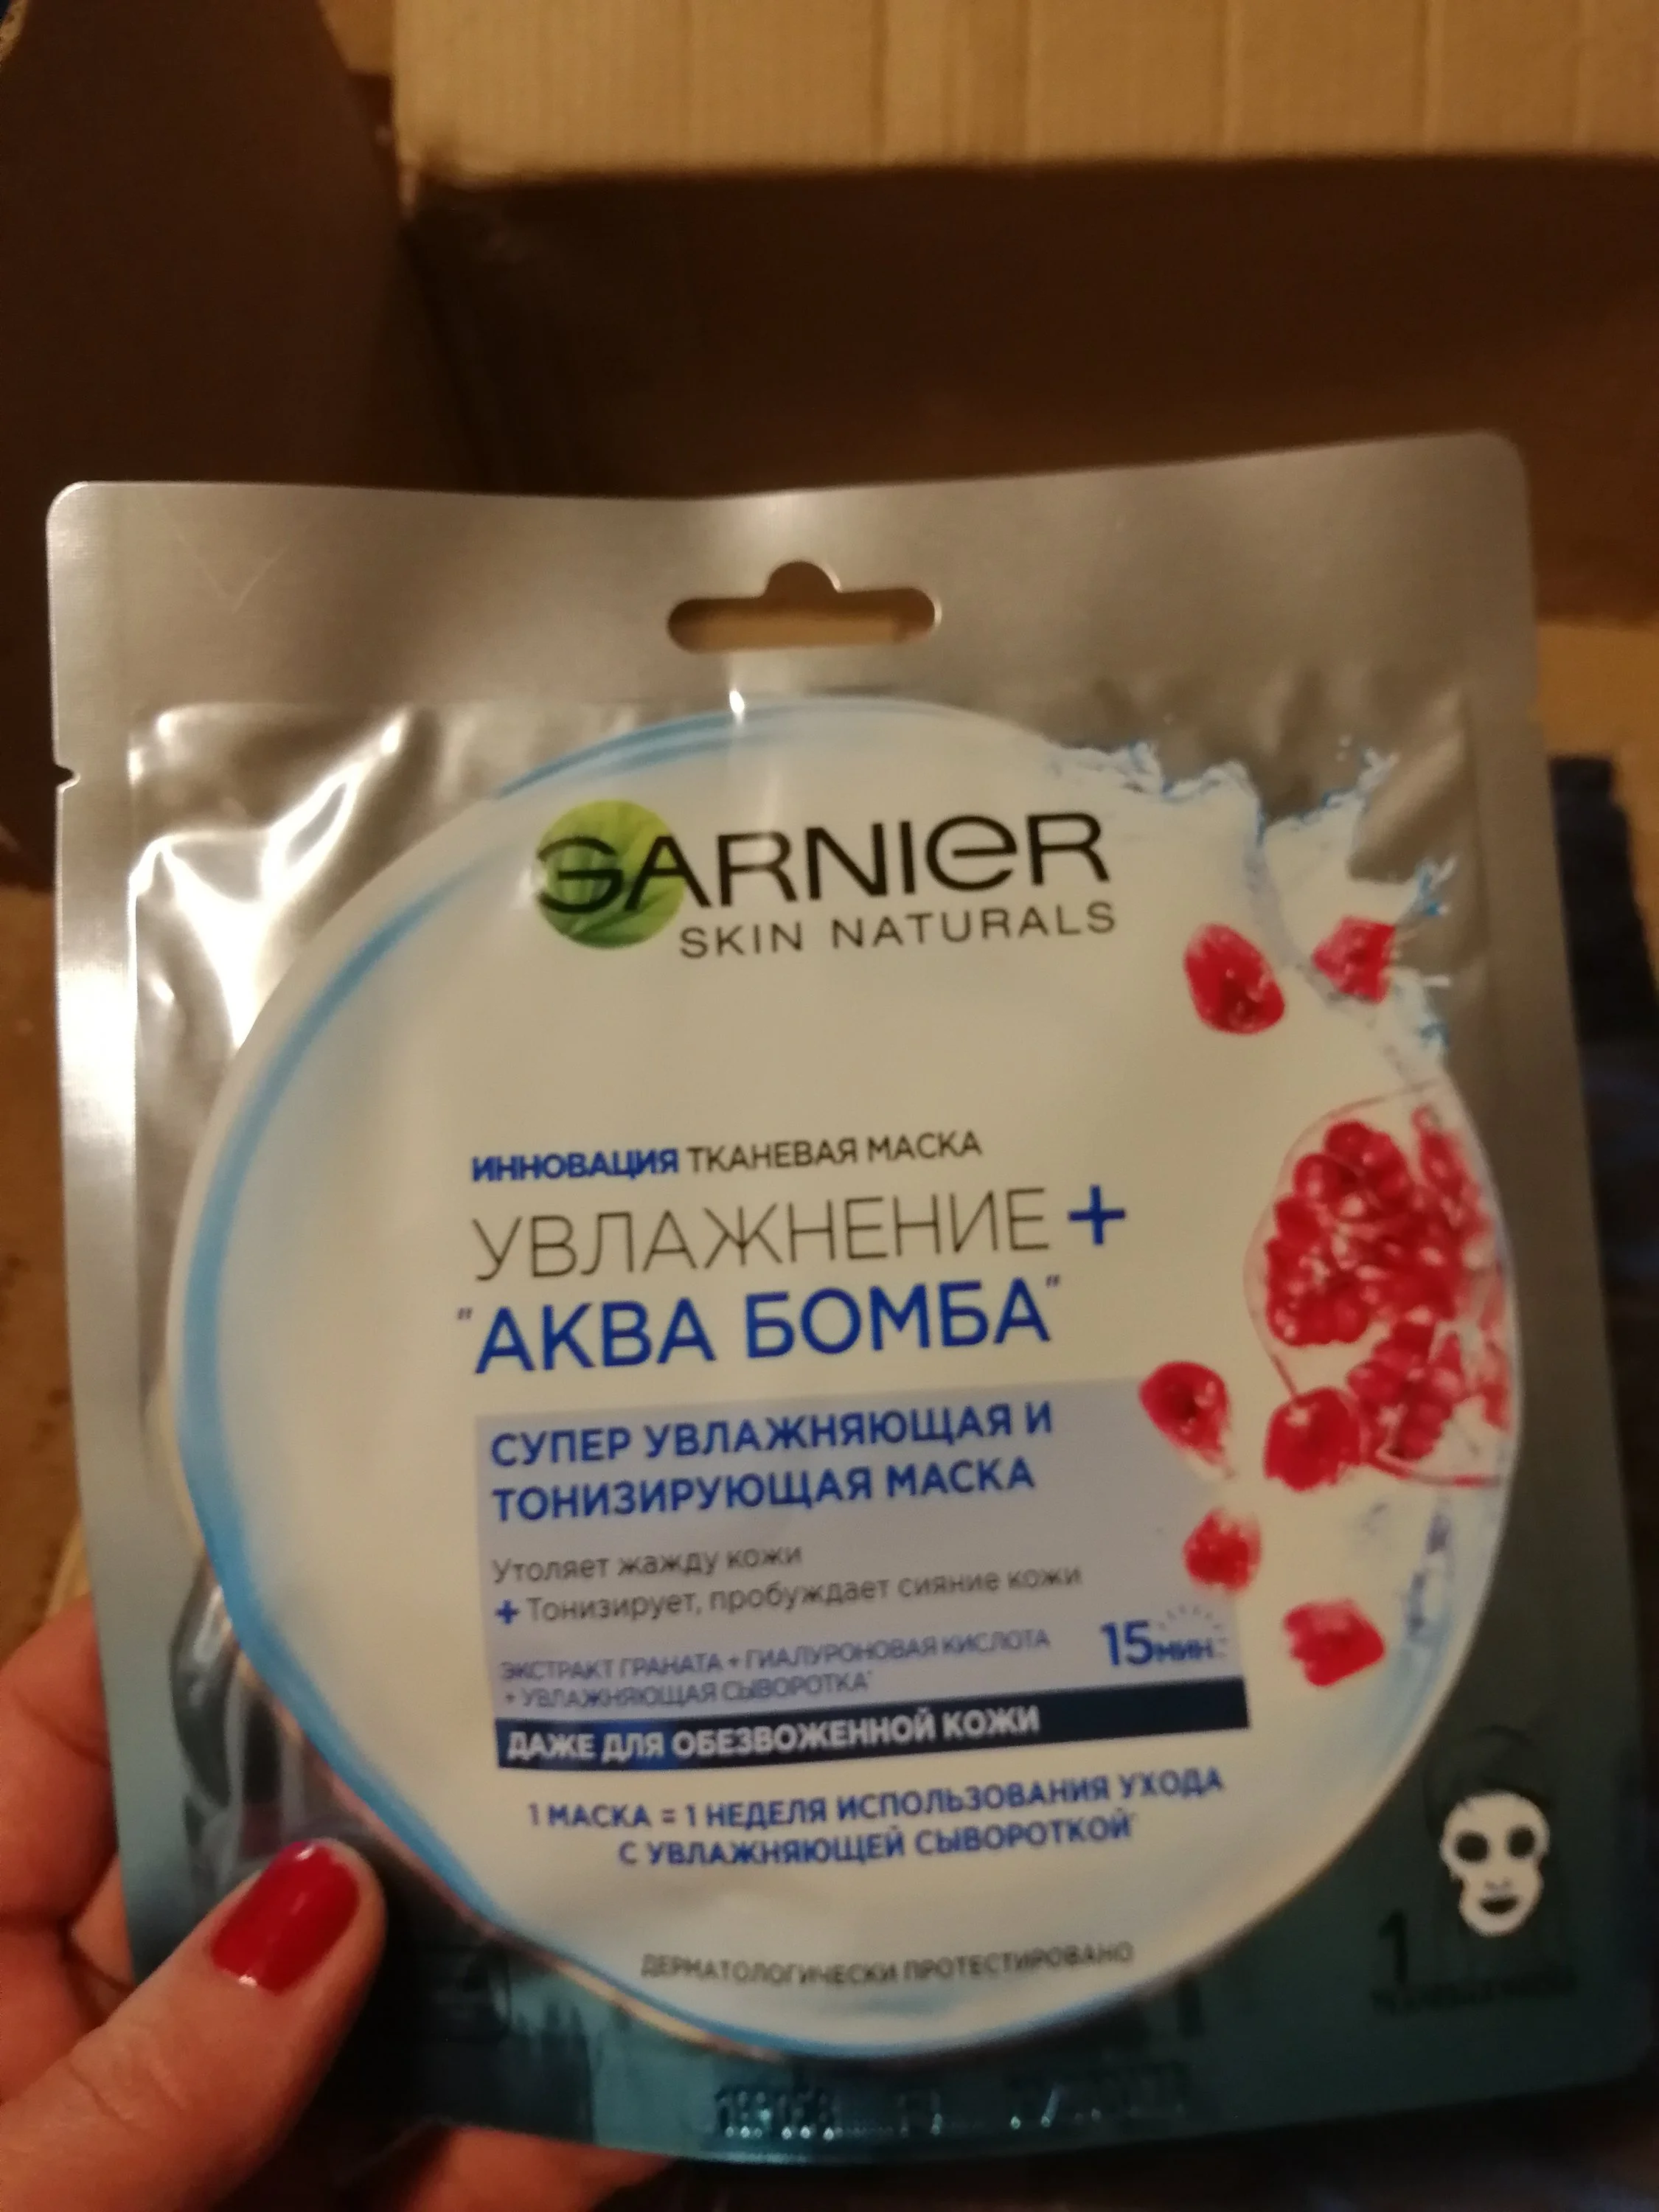 GARNIER
SKIN NATURALS
ИННОВАЦИЯ ТКАНЕВАЯ МАСКА
УВЛАЖНЕНИЕ +
"АКВА БОМБА"
СУПЕР УВЛАЖНЯЮЩАЯ И
ТОНИЗИРУЮЩАЯ МАСКА
Утоляет жажду кожи
+ Тонизирует, пробуждает сияние кожи
ЭКСТРАКТ ГРАНАТА + ГИАЛУРОНОВАЯ КИСЛОТА
+ УВЛАЖНЯЮЩАЯ СЫВОРОТКА*
15 МИН.
ДАЖЕ ДЛЯ ОБЕЗВОЖЕННОЙ КОЖИ
1 МАСКА = 1 НЕДЕЛЯ ИСПОЛЬЗОВАНИЯ УХОДА
С УВЛАЖНЯЮЩЕЙ СЫВОРОТКОЙ*
ДЕРМАТОЛОГИЧЕСКИ ПРОТЕСТИРОВАНО
1